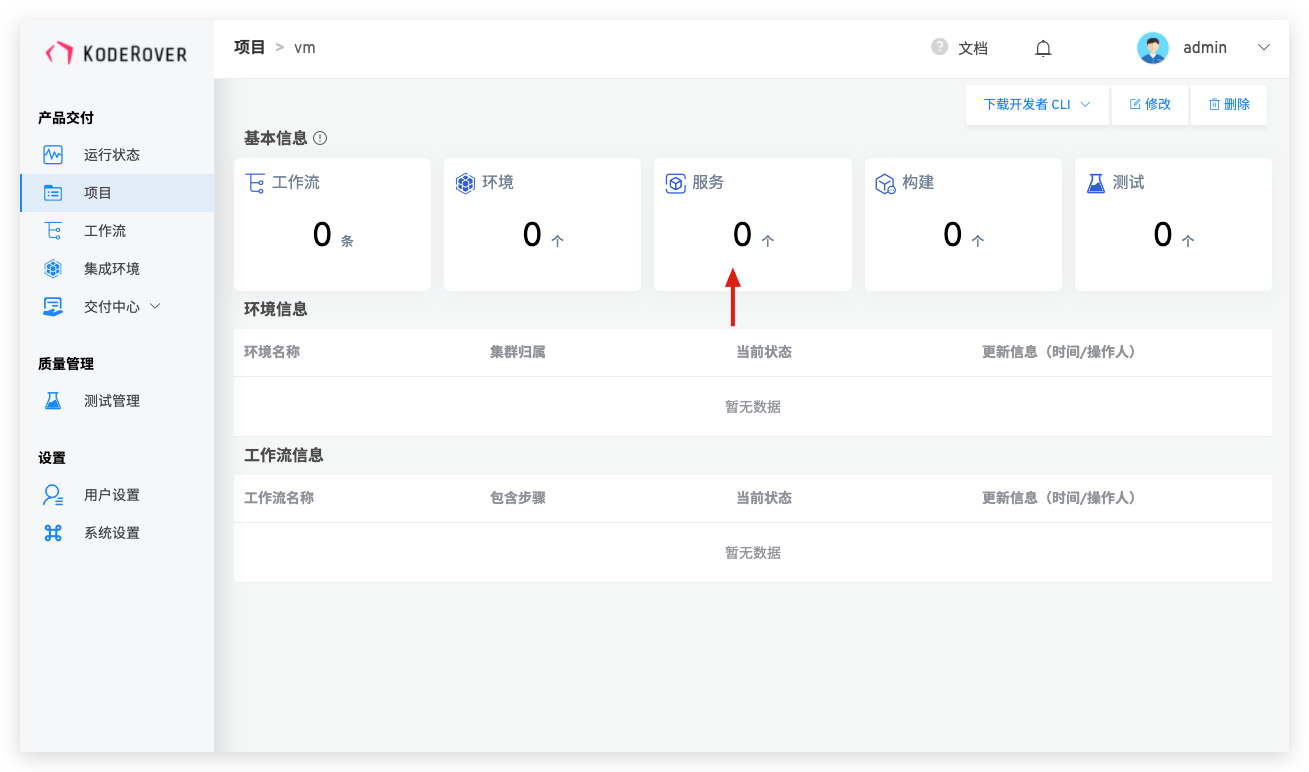 KODEROVER
项目 > vm
文档
admin
产品交付
运行状态
项目
工作流
集成环境
交付中心
质量管理
测试管理
设置
用户设置
系统设置
下载开发者 CLI
修改
删除
基本信息
工作流
0 条
环境
0 个
服务
0 个
构建
0 个
测试
0 个
环境信息
环境名称 集群归属 当前状态 更新信息（时间/操作人）
暂无数据
工作流信息
工作流名称 包含步骤 当前状态 更新信息（时间/操作人）
暂无数据